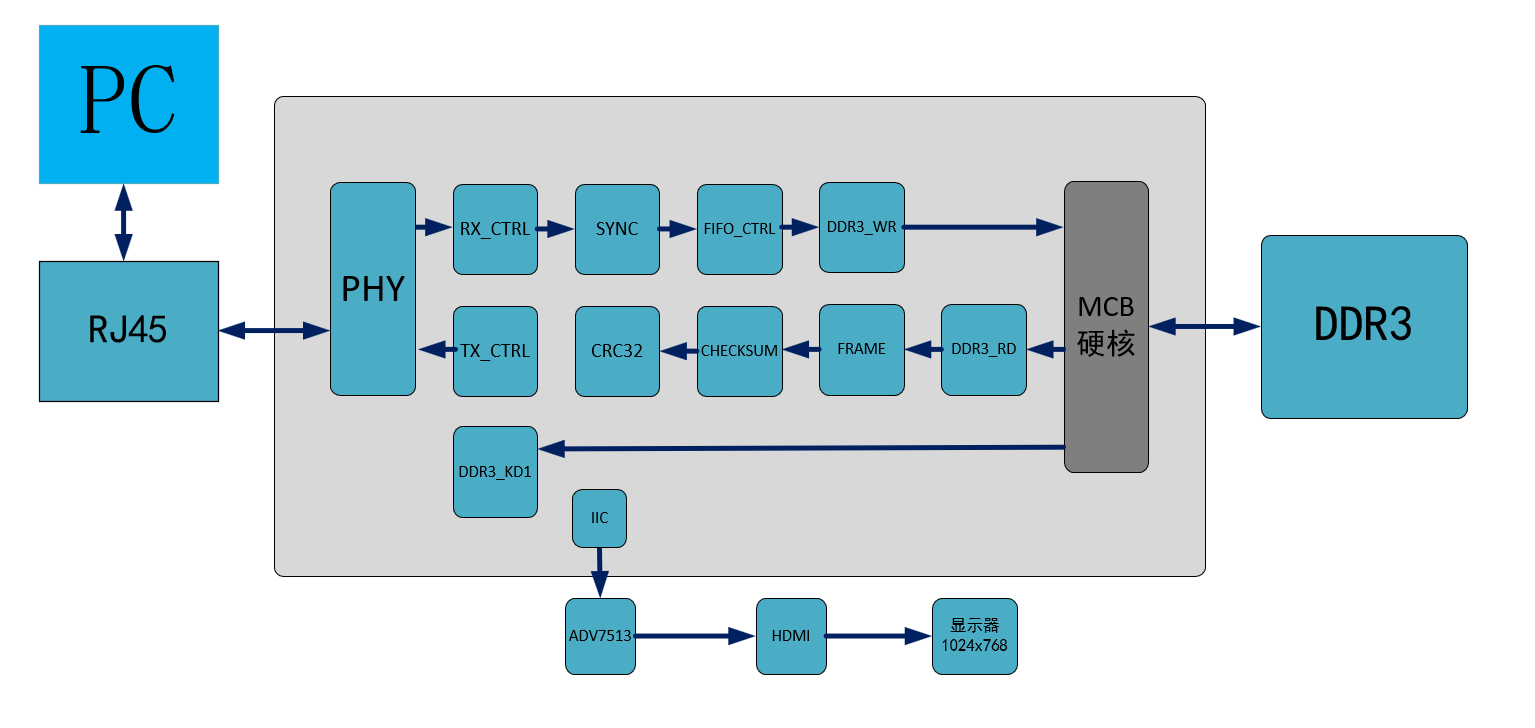 PC
RJ45
PHY
RX_CTRL
SYNC
FIFO_CTRL
DDR3_WR
TX_CTRL
CRC32
CHECKSUM
FRAME
DDR3_RD
MCB
硬核
DDR3
DDR3_KD1
IIC
ADV7513
HDMI
显示器
1024x768